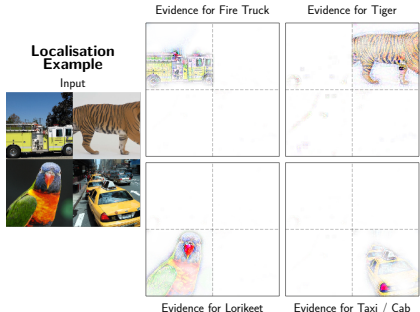 Evidence for Fire Truck
Evidence for Tiger
Localisation
Example
Input
Evidence for Lorikeet
Evidence for Taxi / Cab